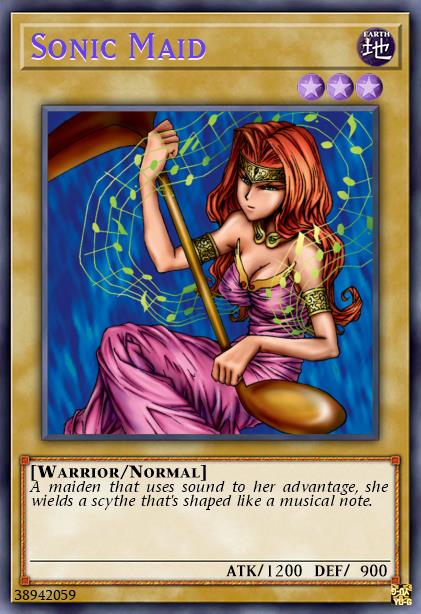 Sonic Maid
EARTH
地
[Warrior/Normal]
A maiden that uses sound to her advantage, she
wields a scythe that's shaped like a musical note.
ATK/1200 DEF/ 900
38942059